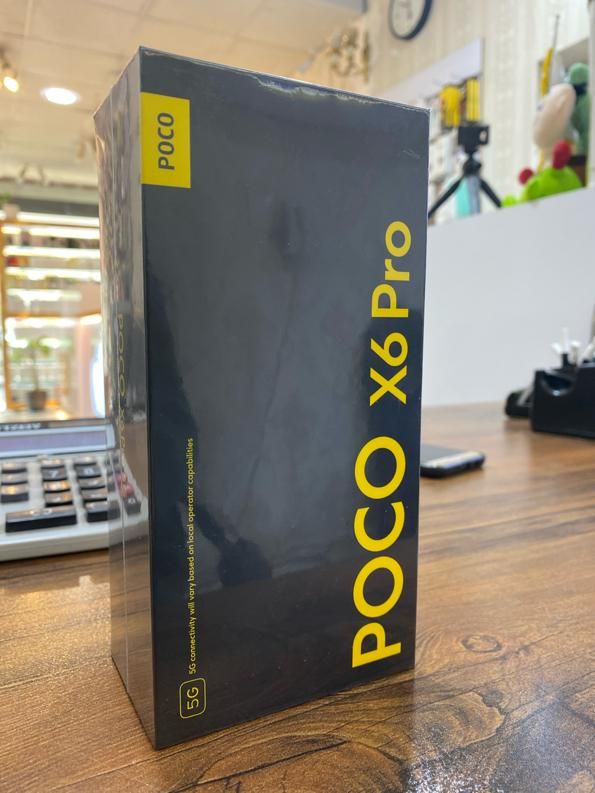 POCO
POCO X6 Pro
5G connectivity will vary based on local operator capabilities
5G